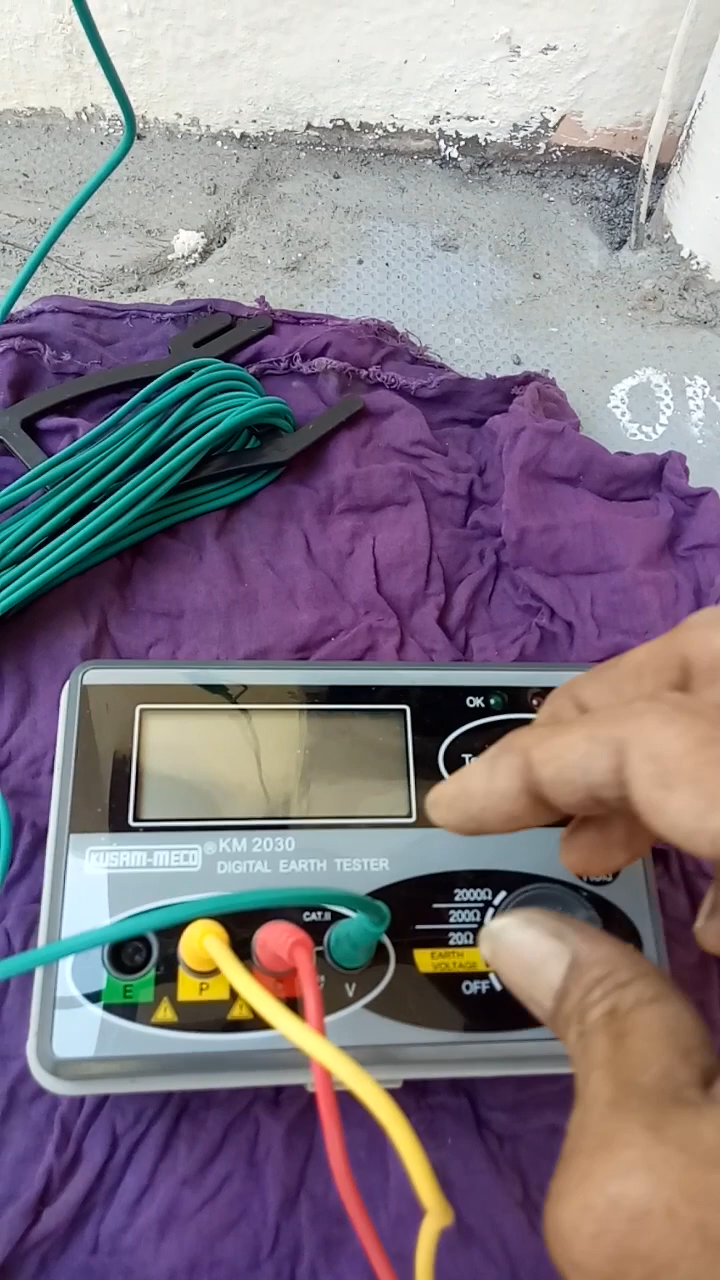 OK
KUSAM-MECO ® KM 2030
DIGITAL EARTH TESTER
CAT.II
2000Ω
200Ω
20Ω
EARTH
VOLTAGE
OFF
E
P
V